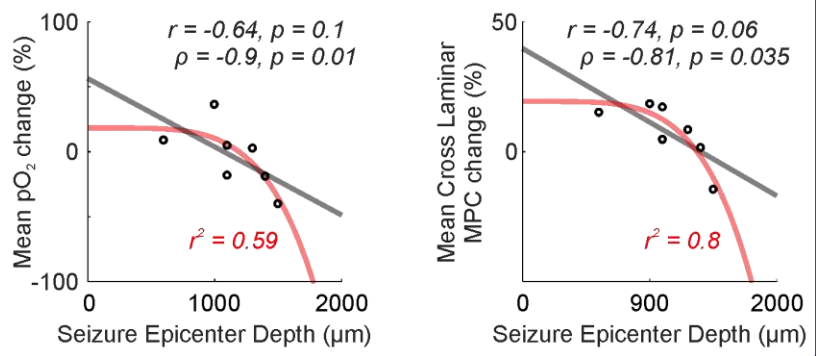 r = -0.64, p = 0.1
ρ = -0.9, p = 0.01
100
0
-100
Mean pO₂ change (%)
r² = 0.59
0 1000 2000
Seizure Epicenter Depth (µm)
r = -0.74, p = 0.06
ρ = -0.81, p = 0.035
50
0
Mean Cross Laminar
MPC change (%)
r² = 0.8
0 900 2000
Seizure Epicenter Depth (µm)